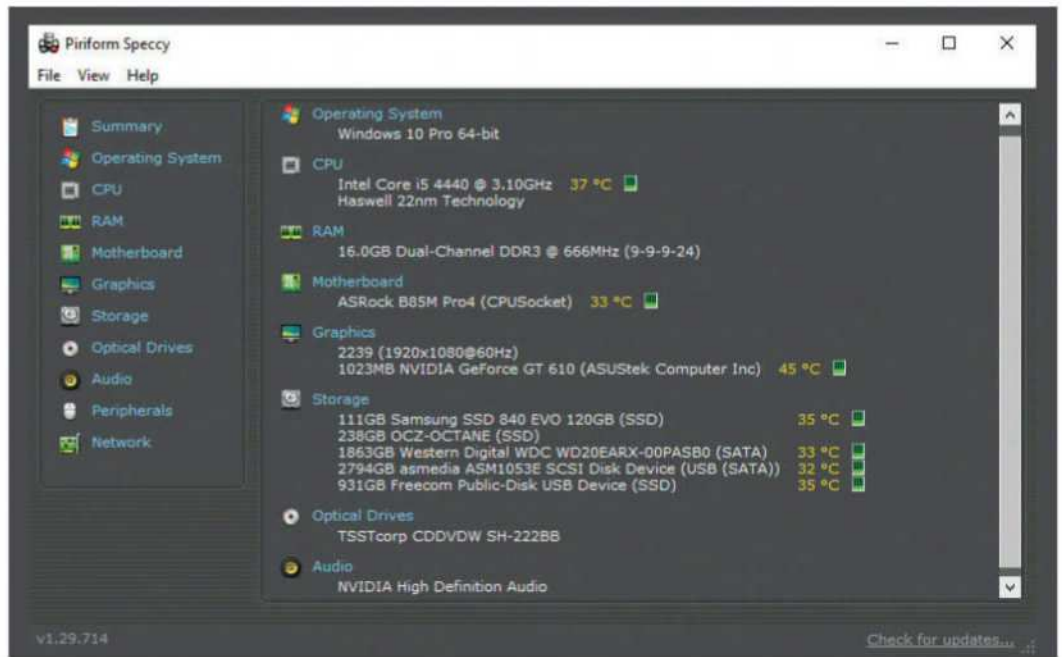 Piriform Speccy
File View Help
Summary
Operating System
CPU
RAM
Motherboard
Graphics
Storage
Optical Drives
Audio
Peripherals
Network
Operating System
Windows 10 Pro 64-bit
CPU
Intel Core i5 4440 @ 3.10GHz 37 °C
Haswell 22nm Technology
RAM
16.0GB Dual-Channel DDR3 @ 666MHz (9-9-9-24)
Motherboard
ASRock B85M Pro4 (CPUSocket) 33 °C
Graphics
2239 (1920x1080@60Hz)
1023MB NVIDIA GeForce GT 610 (ASUStek Computer Inc) 45 °C
Storage
111GB Samsung SSD 840 EVO 120GB (SSD) 35 °C
238GB OCZ-OCTANE (SSD)
1863GB Western Digital WDC WD20EARX-00PASB0 (SATA) 33 °C
2794GB asmedia ASM1053E SCSI Disk Device (USB (SATA)) 32 °C
931GB Freecom Public-Disk USB Device (SSD) 35 °C
Optical Drives
TSSTcorp CDDVDW SH-222BB
Audio
NVIDIA High Definition Audio
v1.29.714
Check for updates...